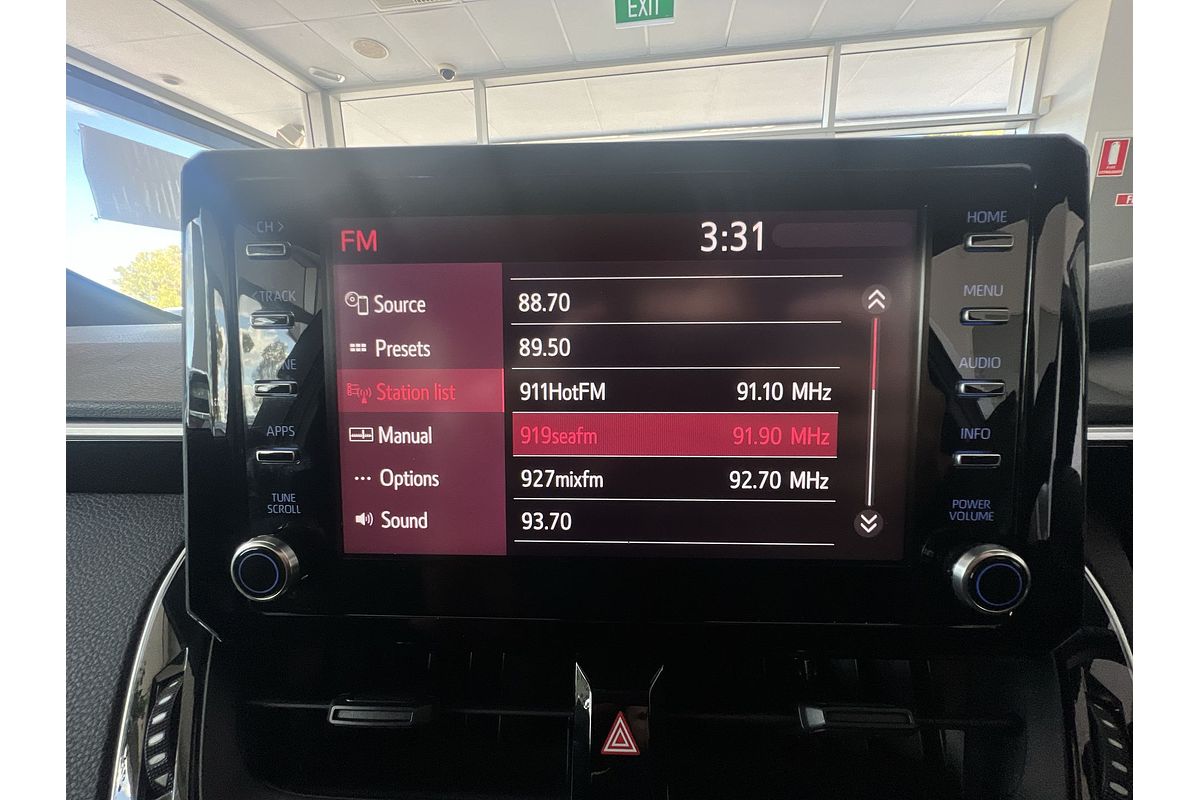 EXIT
CH >
FM
3:31
HOME
< TRACK
Source
88.70
MENU
Presets
89.50
AUDIO
Station list
911HotFM 91.10 MHz
APPS
Manual
919seafm 91.90 MHz
INFO
Options
927mixfm 92.70 MHz
TUNE
SCROLL
Sound
93.70
POWER
VOLUME